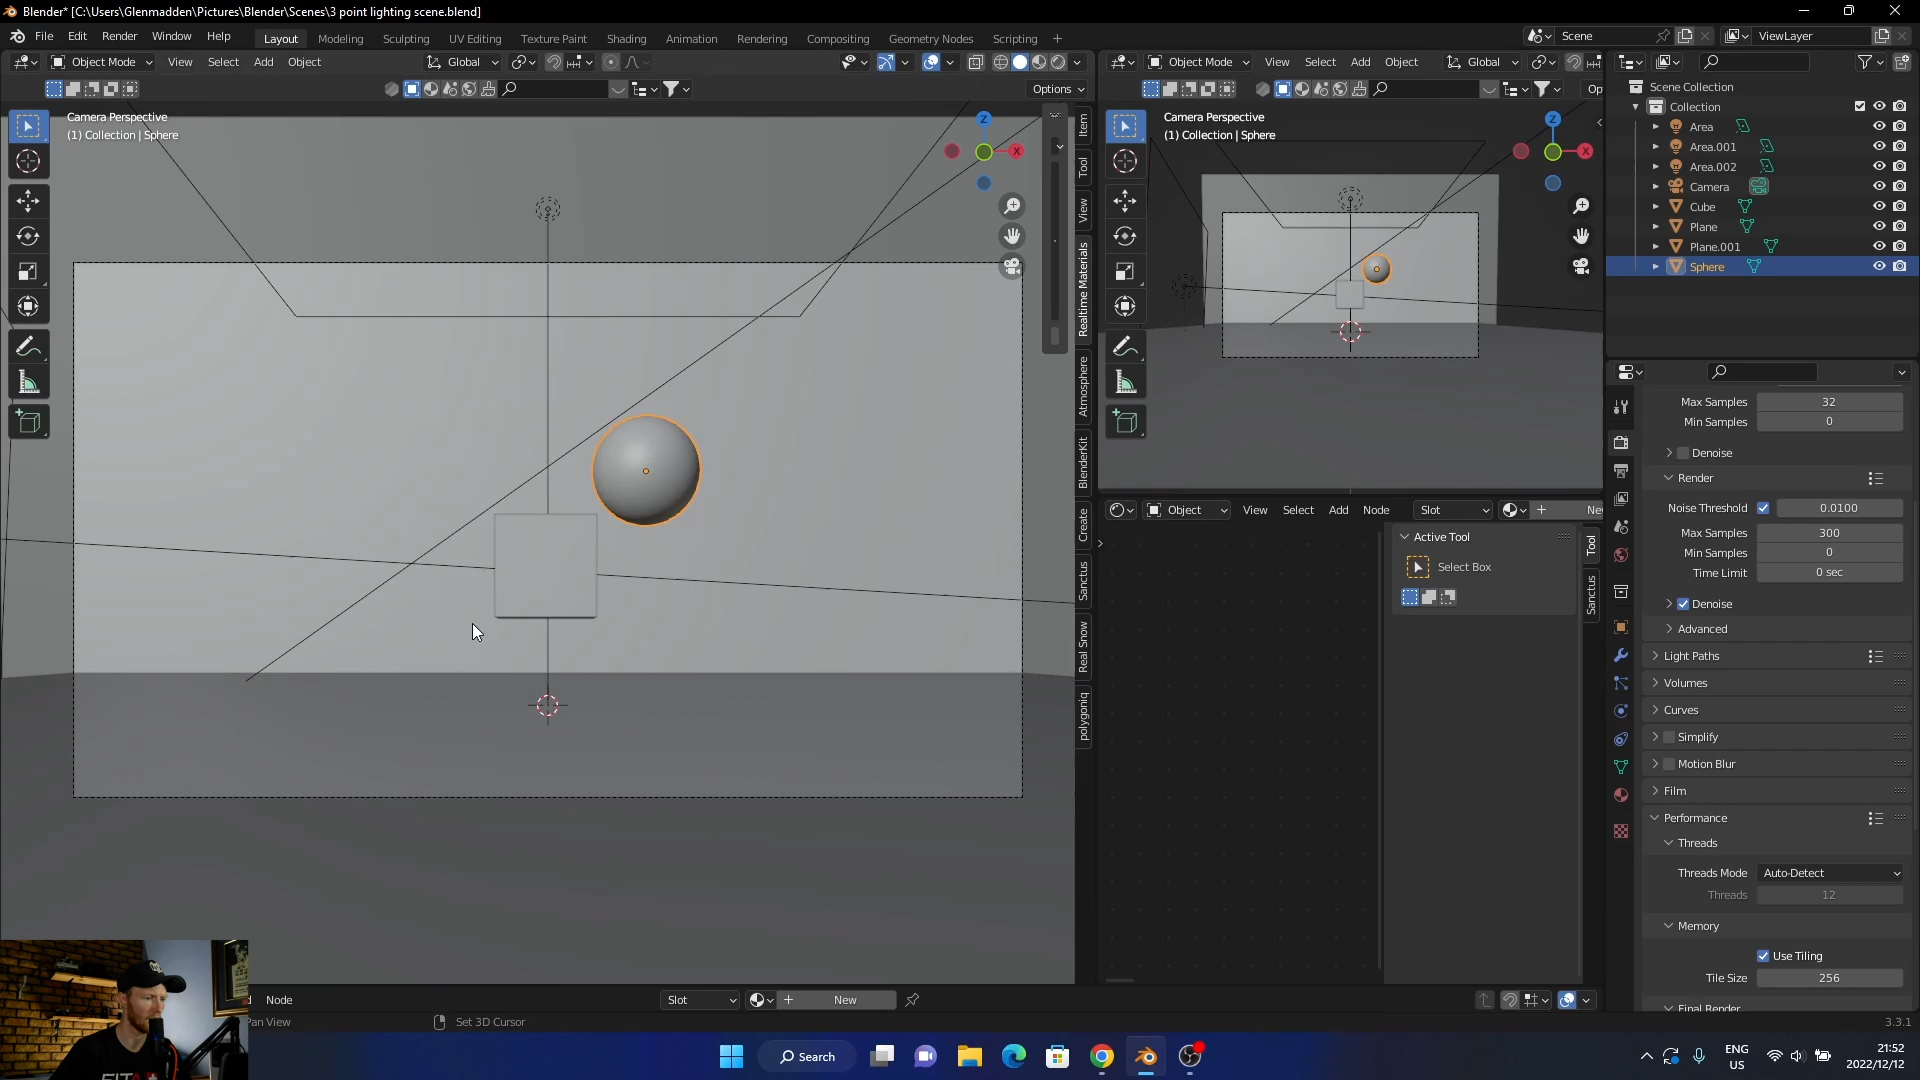 Blender* [C:\Users\Glenmadden\Pictures\Blender\Scenes\3 point lighting scene.blend]
File Edit Render Window Help Layout Modeling Sculpting UV Editing Texture Paint Shading Animation Rendering Compositing Geometry Nodes Scripting + Scene ViewLayer
Object Mode View Select Add Object Global Object Mode View Select Add Object Global
Options Op
Camera Perspective
(1) Collection | Sphere
Z
X
Item
Tool
View
Realtime Materials
Atmosphere
BlenderKit
Create
Sanctus
Real Snow
polygoniq
Camera Perspective
(1) Collection | Sphere
Z
X
Scene Collection
Collection
Area
Area.001
Area.002
Camera
Cube
Plane
Plane.001
Sphere
Object View Select Add Node Slot Ne
Active Tool
Select Box
Tool
Sanctus
Max Samples 32
Min Samples 0
Denoise
Render
Noise Threshold 0.0100
Max Samples 300
Min Samples 0
Time Limit 0 sec
Denoise
Advanced
Light Paths
Volumes
Curves
Simplify
Motion Blur
Film
Performance
Threads
Threads Mode Auto-Detect
Threads 12
Memory
Use Tiling
Tile Size 256
Final Render
d Node Slot New
Pan View Set 3D Cursor 3.3.1
Search ENG
US
21:52
2022/12/12